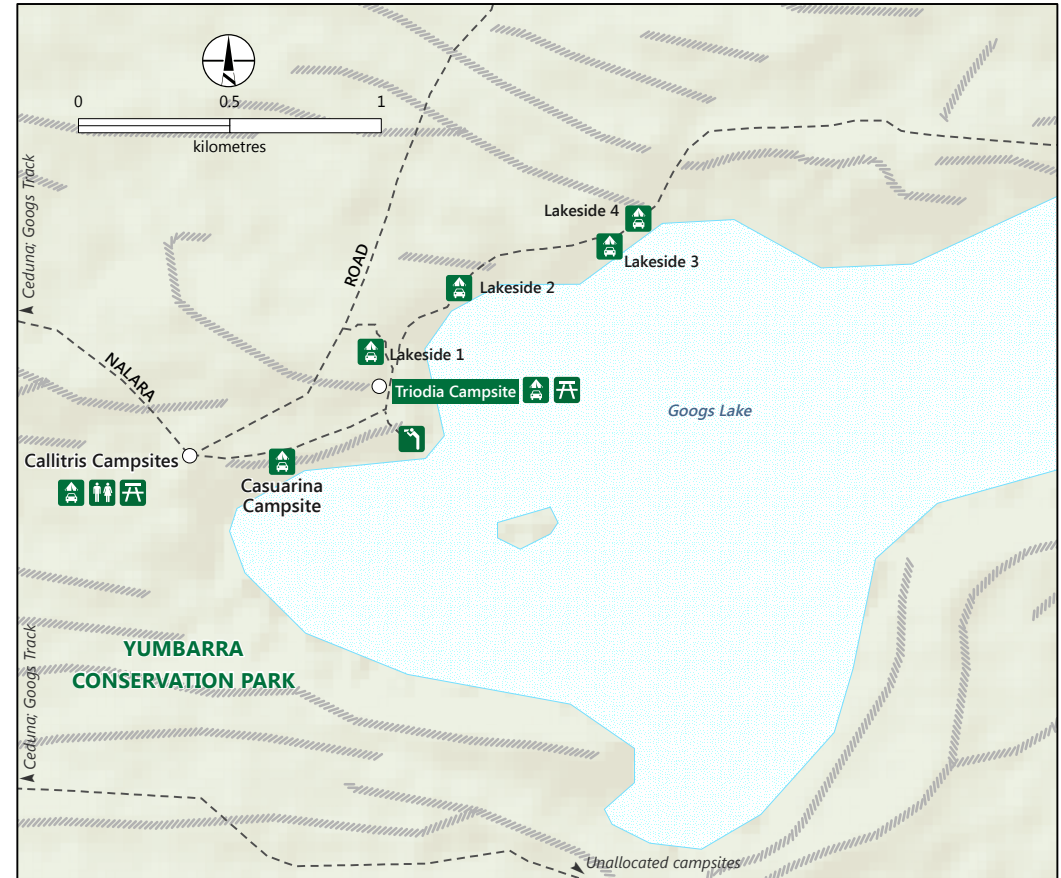 0 0.5 1
kilometres
Ceduna; Googs Track
ROAD
NALARA
Lakeside 4
Lakeside 3
Lakeside 2
Lakeside 1
Triodia Campsite
Googs Lake
Callitris Campsites
Casuarina
Campsite
YUMBARRA
CONSERVATION PARK
Ceduna; Googs Track
Unallocated campsites